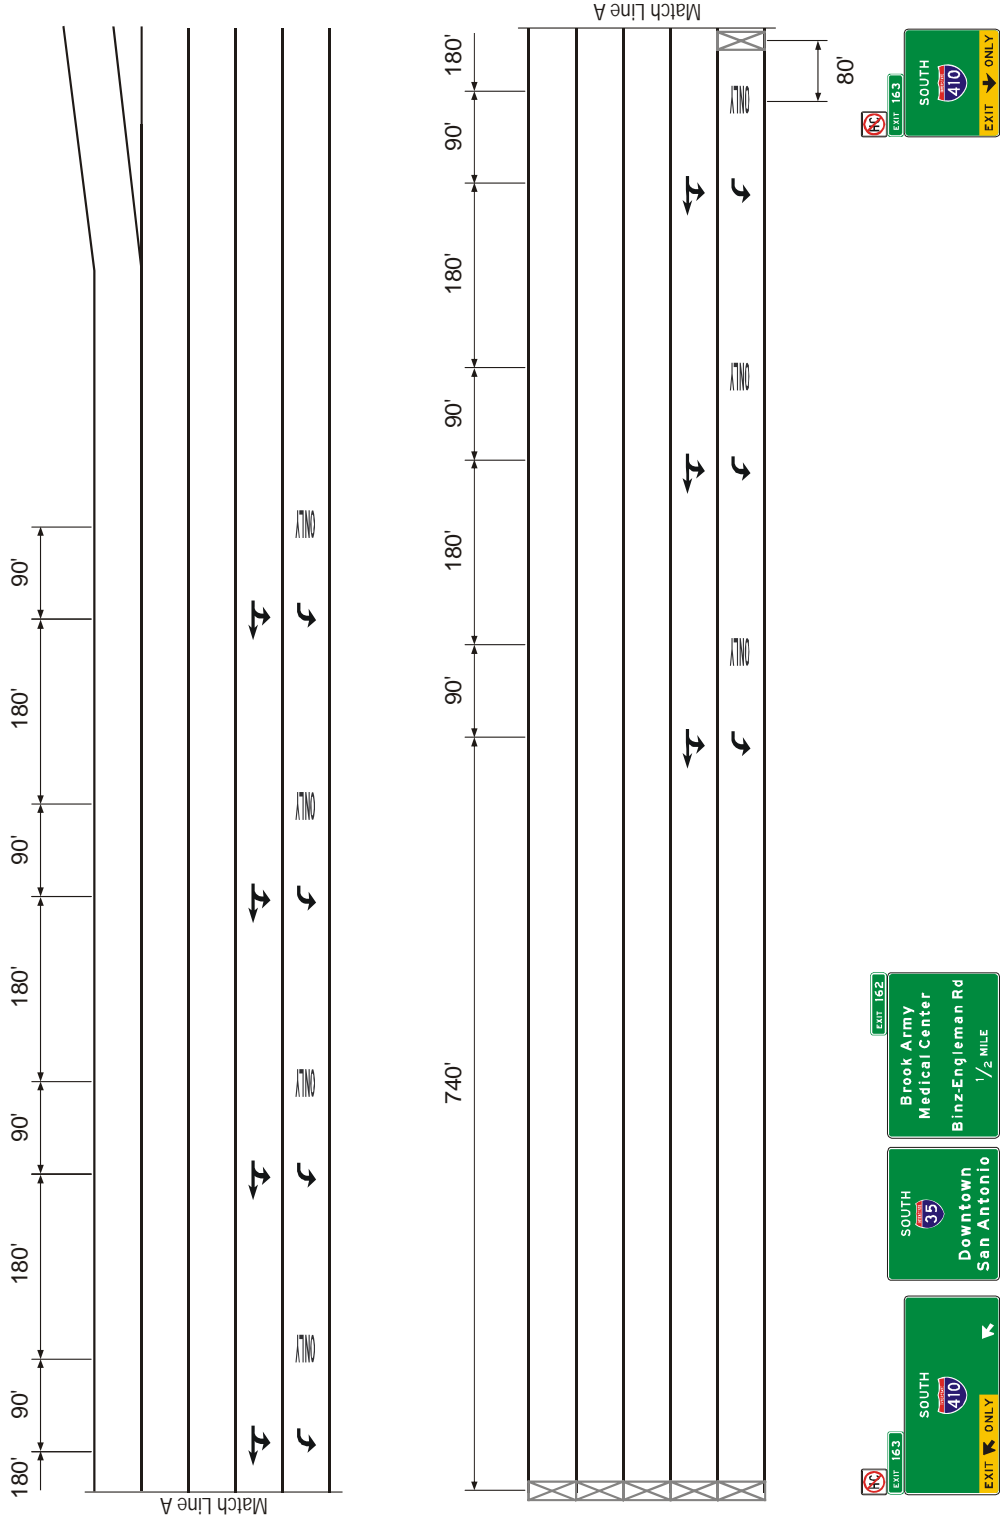 Match Line A
180'
90'
180'
90'
180'
90'
180'
90'
ONLY
ONLY
ONLY
ONLY
Match Line A
180'
90'
180'
90'
180'
90'
740'
80'
ONLY
ONLY
ONLY
HC
EXIT 163
SOUTH
410
EXIT ONLY
EXIT 162
Brook Army
Medical Center
Binz-Engleman Rd
1/2 MILE
SOUTH
35
Downtown
San Antonio
HC
EXIT 163
SOUTH
410
EXIT ONLY